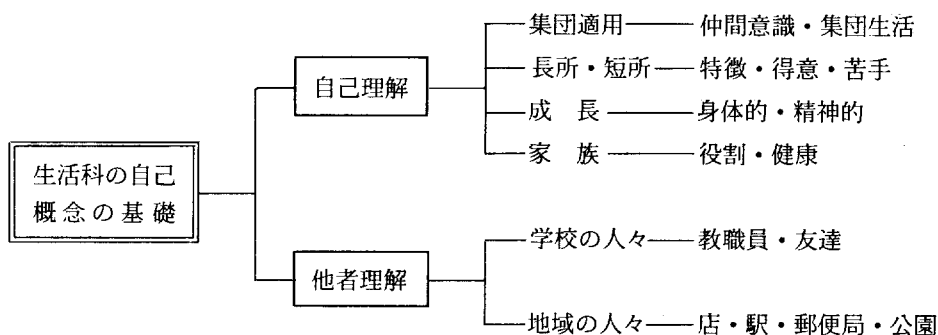 生活科の自己
概念の基礎
自己理解
集団適用 仲間意識・集団生活
長所・短所 特徴・得意・苦手
成長 身体的・精神的
家族 役割・健康
他者理解
学校の人々 教職員・友達
地域の人々 店・駅・郵便局・公園